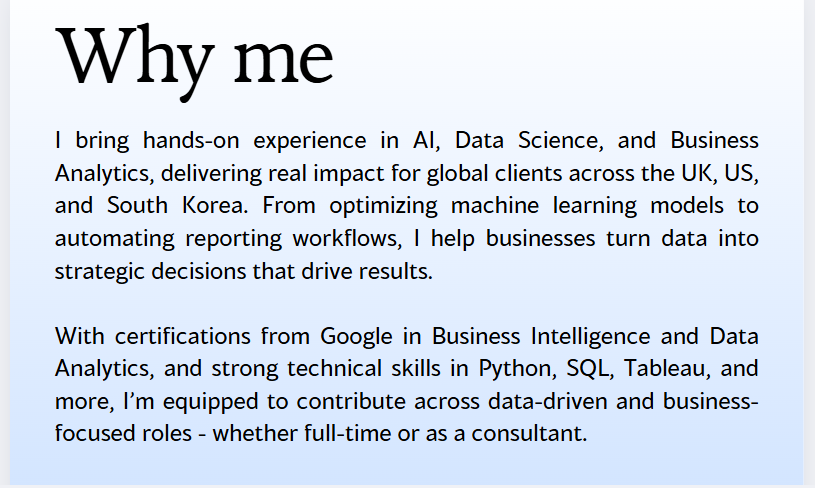 Why me
I bring hands-on experience in AI, Data Science, and Business
Analytics, delivering real impact for global clients across the UK, US,
and South Korea. From optimizing machine learning models to
automating reporting workflows, I help businesses turn data into
strategic decisions that drive results.
With certifications from Google in Business Intelligence and Data
Analytics, and strong technical skills in Python, SQL, Tableau, and
more, I’m equipped to contribute across data-driven and business-
focused roles - whether full-time or as a consultant.